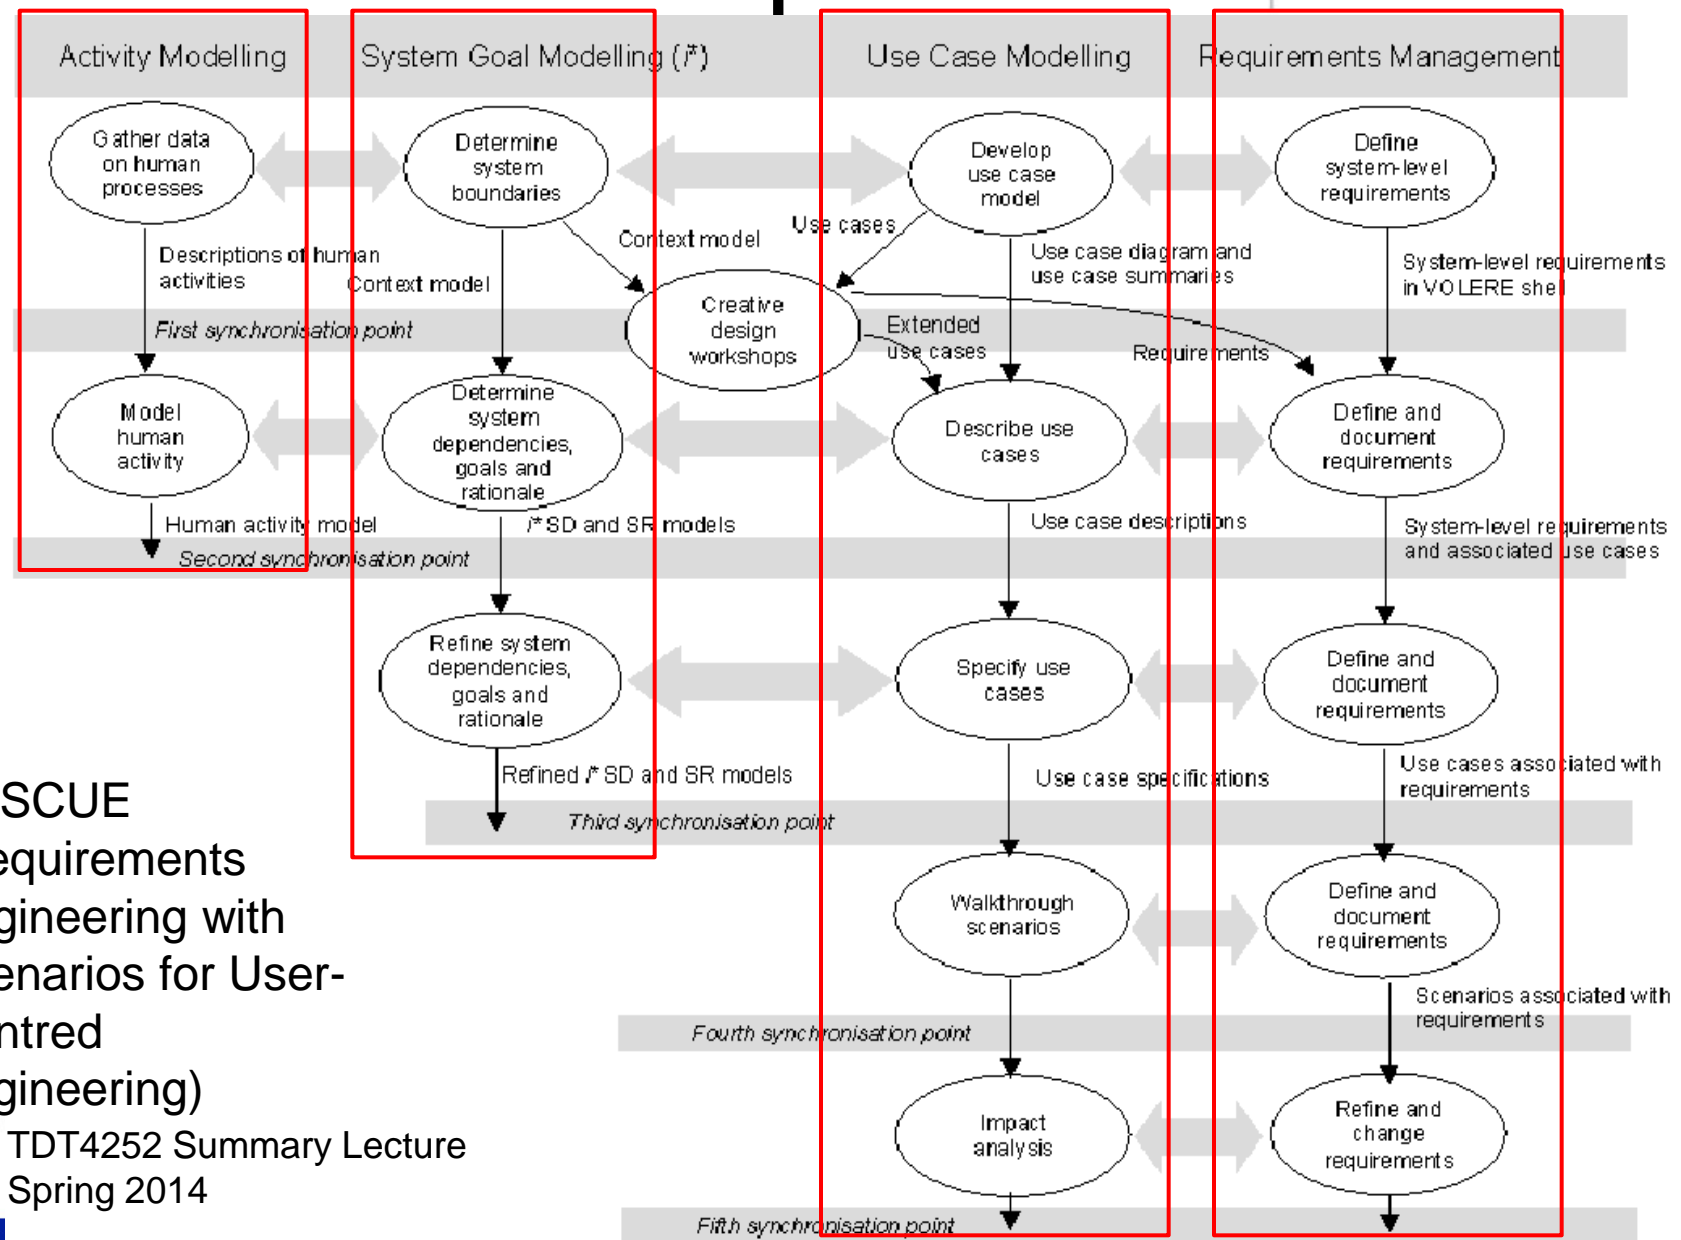 Activity Modelling
System Goal Modelling (i*)
Use Case Modelling
Requirements Management
Gather data
on human
processes
Determine
system
boundaries
Develop
use case
model
Define
system-level
requirements
Descriptions of human
activities
Context model
Context model
Use cases
Use case diagram and
use case summaries
System-level requirements
in VOLERE shell
Creative
design
workshops
First synchronisation point
Extended
use cases
Requirements
Model
human
activity
Determine
system
dependencies,
goals and
rationale
Describe use
cases
Define and
document
requirements
Human activity model
i* SD and SR models
Use case descriptions
System-level requirements
and associated use cases
Second synchronisation point
Refine system
dependencies,
goals and
rationale
Specify use
cases
Define and
document
requirements
Refined i* SD and SR models
Use case specifications
Use cases associated with
requirements
Third synchronisation point
Walkthrough
scenarios
Define and
document
requirements
Scenarios associated with
requirements
Fourth synchronisation point
Impact
analysis
Refine and
change
requirements
Fifth synchronisation point
SCUE
equirements
gineering with
enarios for User-
ntred
gineering)
TDT4252 Summary Lecture
Spring 2014